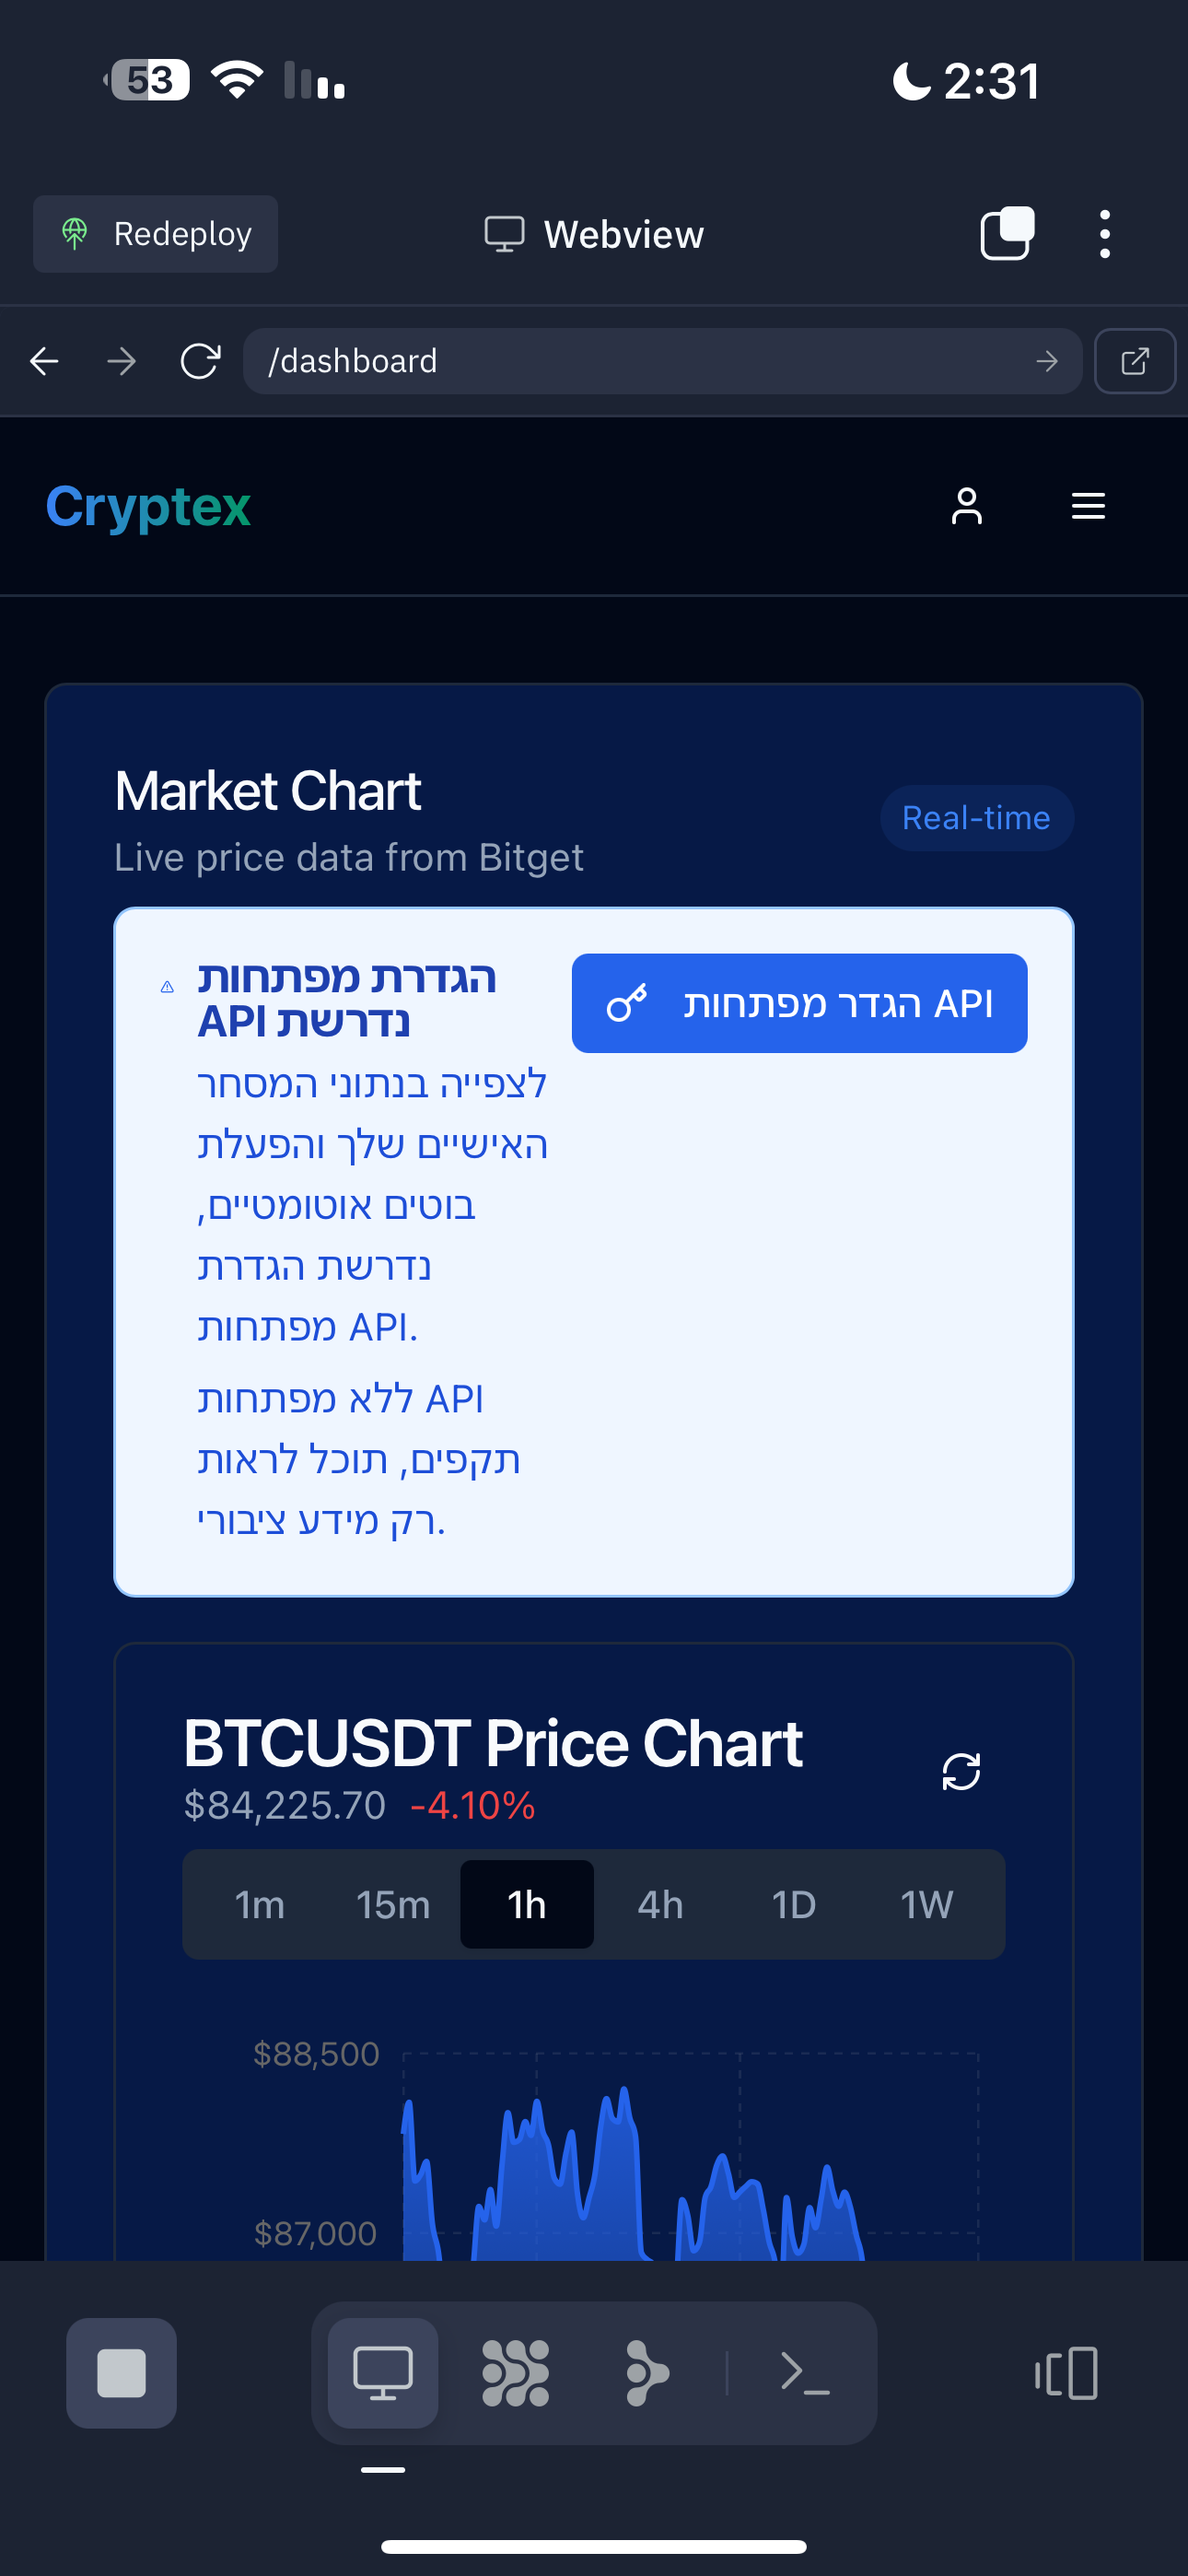 53
2:31
Redeploy
Webview
/dashboard
Cryptex
Market Chart
Real-time
Live price data from Bitget
הגדרת מפתחות
API נדרשת
הגדר מפתחות API
לצפייה בנתוני המסחר
האישיים שלך והפעלת
בוטים אוטומטיים,
נדרשת הגדרת
מפתחות API.
ללא מפתחות API
תקפים, תוכל לראות
רק מידע ציבורי.
BTCUSDT Price Chart
$84,225.70 -4.10%
1m 15m 1h 4h 1D 1W
$88,500
$87,000